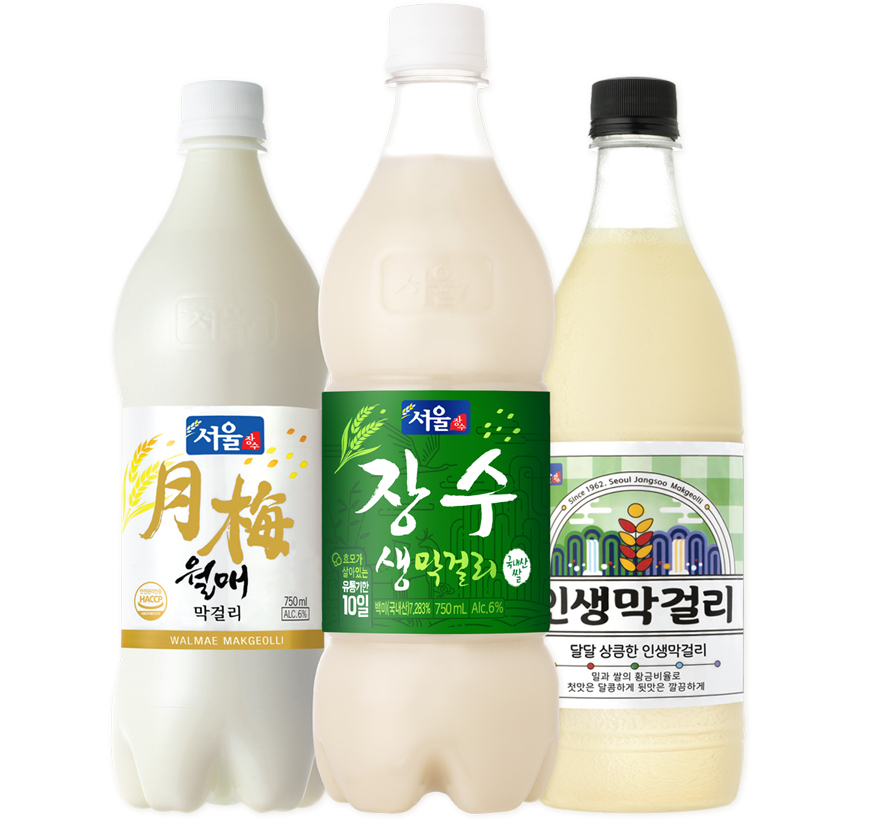 서울 장수
月梅
월매
막걸리
HACCP
750 ml
ALC. 6%
WALMAE MAKGEOLLI
서울 장수
장수
생막걸리
국내산
쌀
효모가
살아있는
유통기한
10일
백미(국내산)7.283% 750 mL Alc.6%
Since 1962. Seoul Jangsoo Makgeolli
인생막걸리
달달 상큼한 인생막걸리
밀과 쌀의 황금비율로
첫맛은 달콤하게 뒷맛은 깔끔하게